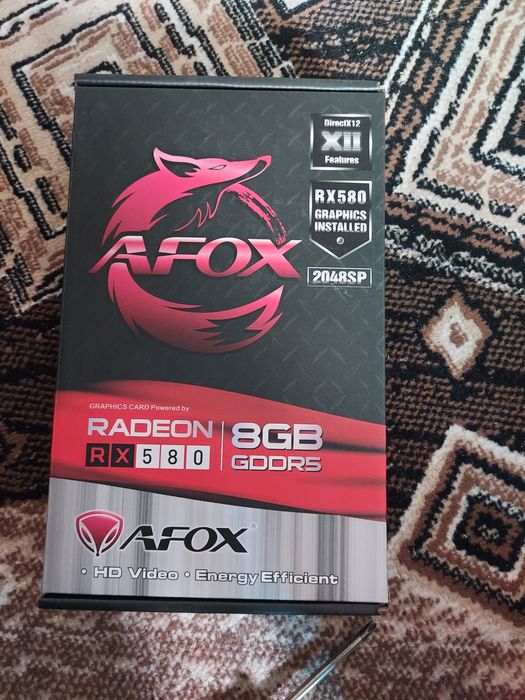 DirectX12
XII
Features
RX580
GRAPHICS
INSTALLED
2048SP
AFOX
GRAPHICS CARD Powered by
RADEON
RX580
8GB
GDDR5
AFOX®
• HD Video • Energy Efficient